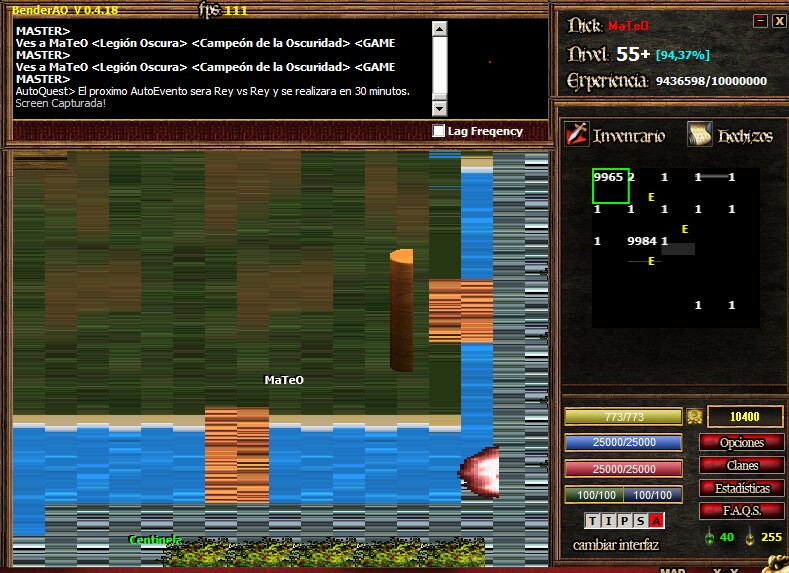 BenderAO V 0.4.18
fps 111
MASTER>
Ves a MaTeO <Legión Oscura> <Campeón de la Oscuridad> <GAME
MASTER>
Ves a MaTeO <Legión Oscura> <Campeón de la Oscuridad> <GAME
MASTER>
AutoQuest> El proximo AutoEvento sera Rey vs Rey y se realizara en 30 minutos.
Screen Capturada!
Lag Freqency
Nick: MaTeO
Nivel: 55+ [94,37%]
Experiencia: 9436598/10000000
X
Inventario Hechizos
9965 2 1 1 1
E
1 1 1 1 1
E
1 9984 1
E
1 1
MaTeO
Centinela
773/773
10400
25000/25000
Opciones
25000/25000
Clanes
100/100 100/100
Estadísticas
T I P S A
F.A.Q.S.
40 255
cambiar interfaz